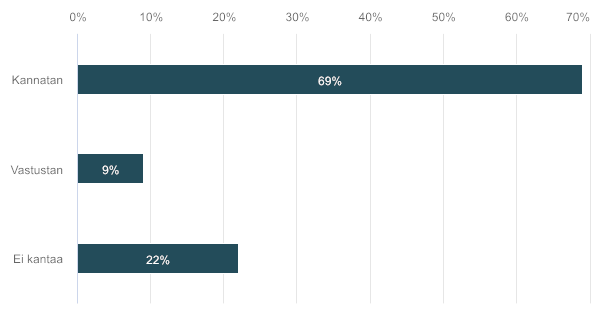 0% 10% 20% 30% 40% 50% 60% 70%
Kannatan 69%
Vastustan 9%
Ei kantaa 22%